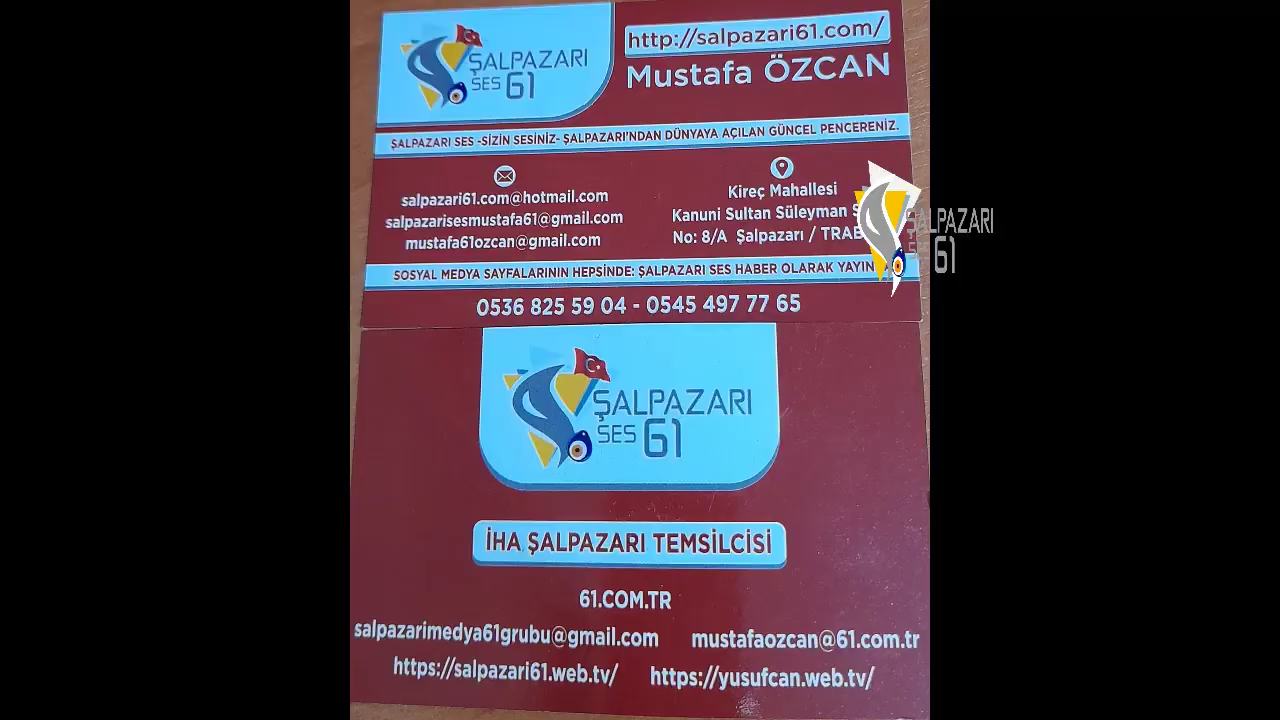 ŞALPAZARI
SES 61
http://salpazari61.com/
Mustafa ÖZCAN
ŞALPAZARI SES -SİZİN SESİNİZ- ŞALPAZARI'NDAN DÜNYAYA AÇILAN GÜNCEL PENCERENİZ.
salpazari61.com@hotmail.com
salpazarisesmustafa61@gmail.com
mustafa61ozcan@gmail.com
Kireç Mahallesi
Kanuni Sultan Süleyman
No: 8/A Şalpazarı /
SOSYAL MEDYA SAYFALARININ HEPSİNDE: ŞALPAZARI SES HABER OLARAK
0536 825 59 04 - 0545 497 77 65
ŞALPAZARI
SES 61
ŞALPAZARI
SES 61
İHA ŞALPAZARI TEMSİLCİSİ
61.COM.TR
salpazarimedya61grubu@gmail.com mustafaozcan@61.com.tr
https://salpazari61.web.tv/ https://yusufcan.web.tv/